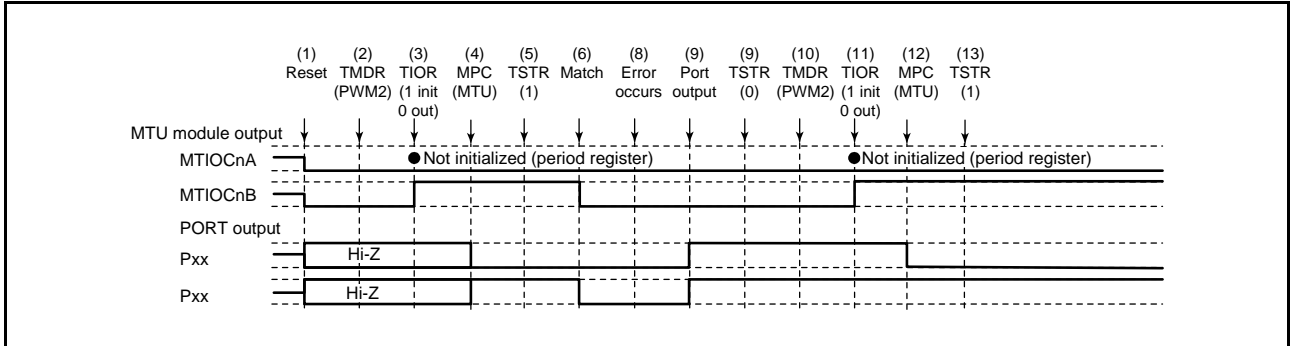 (1) (2) (3) (4) (5) (6) (8) (9) (9) (10) (11) (12) (13)
Reset TMDR TIOR MPC TSTR Match Error Port TSTR TMDR TIOR MPC TSTR
(PWM2) (1 init (MTU) (1) occurs output (0) (PWM2) (1 init (MTU) (1)
0 out) 0 out)
MTU module output
MTIOCnA Not initialized (period register) Not initialized (period register)
MTIOCnB
PORT output
Pxx Hi-Z
Pxx Hi-Z